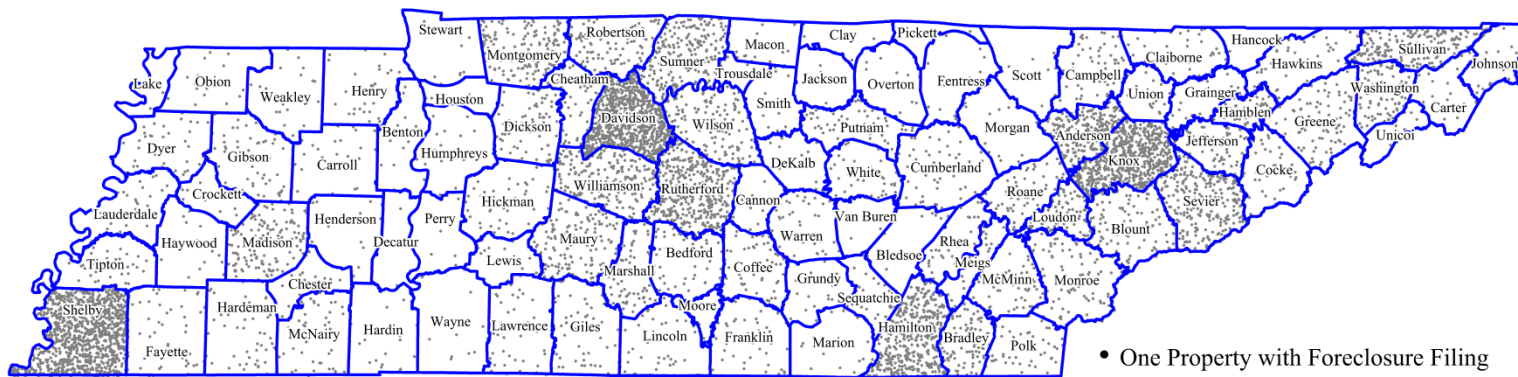 Stewart
Montgomery
Robertson
Sumner
Macon
Clay
Pickett
Hancock
Claiborne
Sullivan
Johnson
Lake
Obion
Weakley
Henry
Houston
Cheatham
Trousdale
Jackson
Overton
Fentress
Scott
Campbell
Union
Grainger
Hawkins
Hamblen
Washington
Carter
Unicoi
Greene
Dyer
Gibson
Carroll
Benton
Humphreys
Dickson
Davidson
Wilson
Smith
Putnam
Morgan
Anderson
Knox
Jefferson
Cocke
Crockett
Lauderdale
Haywood
Madison
Henderson
Decatur
Perry
Hickman
Williamson
Rutherford
Cannon
DeKalb
White
Van Buren
Cumberland
Roane
Loudon
Blount
Sevier
Tipton
Chester
Lewis
Maury
Marshall
Bedford
Coffee
Warren
Grundy
Sequatchie
Bledsoe
Rhea
Meigs
McMinn
Monroe
Shelby
Fayette
Hardeman
McNairy
Hardin
Wayne
Lawrence
Giles
Lincoln
Moore
Franklin
Marion
Hamilton
Bradley
Polk
• One Property with Foreclosure Filing